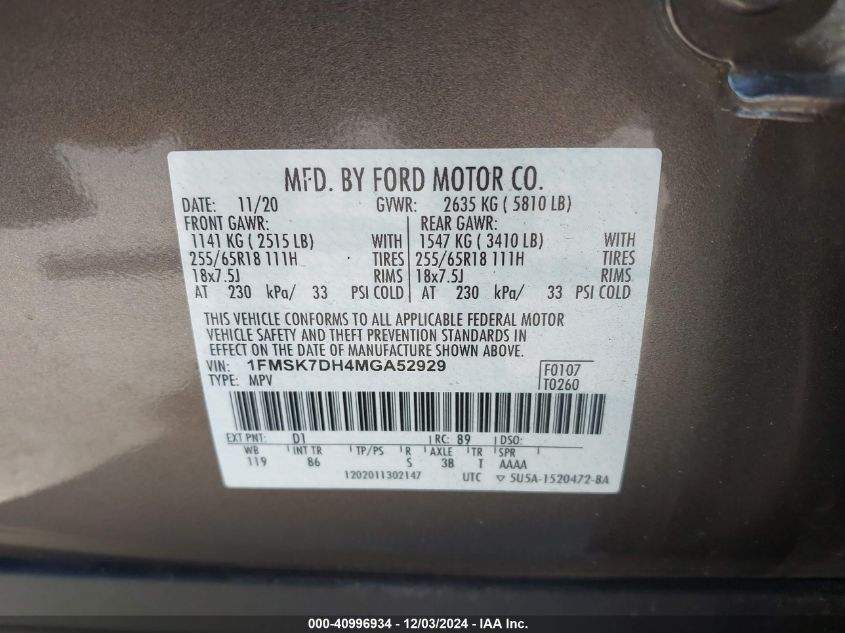 MFD. BY FORD MOTOR CO.
DATE: 11/20 GVWR: 2635 KG ( 5810 LB)
FRONT GAWR: REAR GAWR:
1141 KG ( 2515 LB) WITH 1547 KG ( 3410 LB) WITH
255/65R18 111H TIRES 255/65R18 111H TIRES
18x7.5J RIMS 18x7.5J RIMS
AT 230 kPa/ 33 PSI COLD AT 230 kPa/ 33 PSI COLD
THIS VEHICLE CONFORMS TO ALL APPLICABLE FEDERAL MOTOR
VEHICLE SAFETY AND THEFT PREVENTION STANDARDS IN
EFFECT ON THE DATE OF MANUFACTURE SHOWN ABOVE.
VIN: 1FMSK7DH4MGA52929 F0107
TYPE: MPV T0260
EXT PNT: D1 RC: 89 DSO:
WB INT TR TP/PS R AXLE TR SPR
119 86 S 3B T AAAA
1202011302147 UTC ▽ 5U5A-1520472-BA
000-40996934 - 12/03/2024 - IAA Inc.